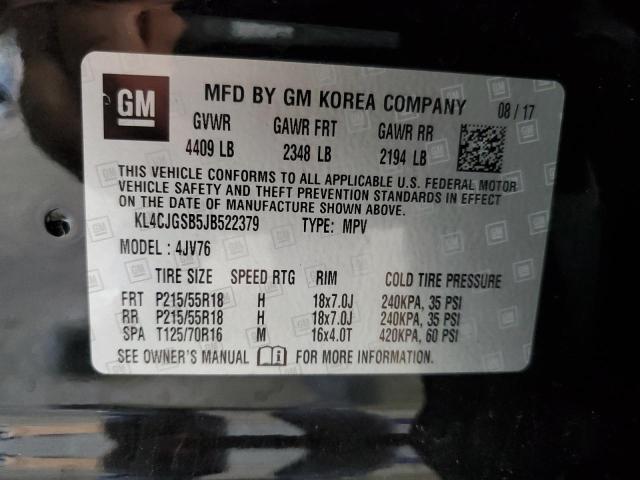 GM MFD BY GM KOREA COMPANY 08 / 17
GVWR GAWR FRT GAWR RR
4409 LB 2348 LB 2194 LB
THIS VEHICLE CONFORMS TO ALL APPLICABLE U.S. FEDERAL MOTOR
VEHICLE SAFETY AND THEFT PREVENTION STANDARDS IN EFFECT
ON THE DATE OF MANUFACTURE SHOWN ABOVE.
KL4CJGSB5JB522379 TYPE: MPV
MODEL: 4JV76
TIRE SIZE SPEED RTG RIM COLD TIRE PRESSURE
FRT P215/55R18 H 18x7.0J 240KPA, 35 PSI
RR P215/55R18 H 18x7.0J 240KPA, 35 PSI
SPA T125/70R16 M 16x4.0T 420KPA, 60 PSI
SEE OWNER'S MANUAL FOR MORE INFORMATION.